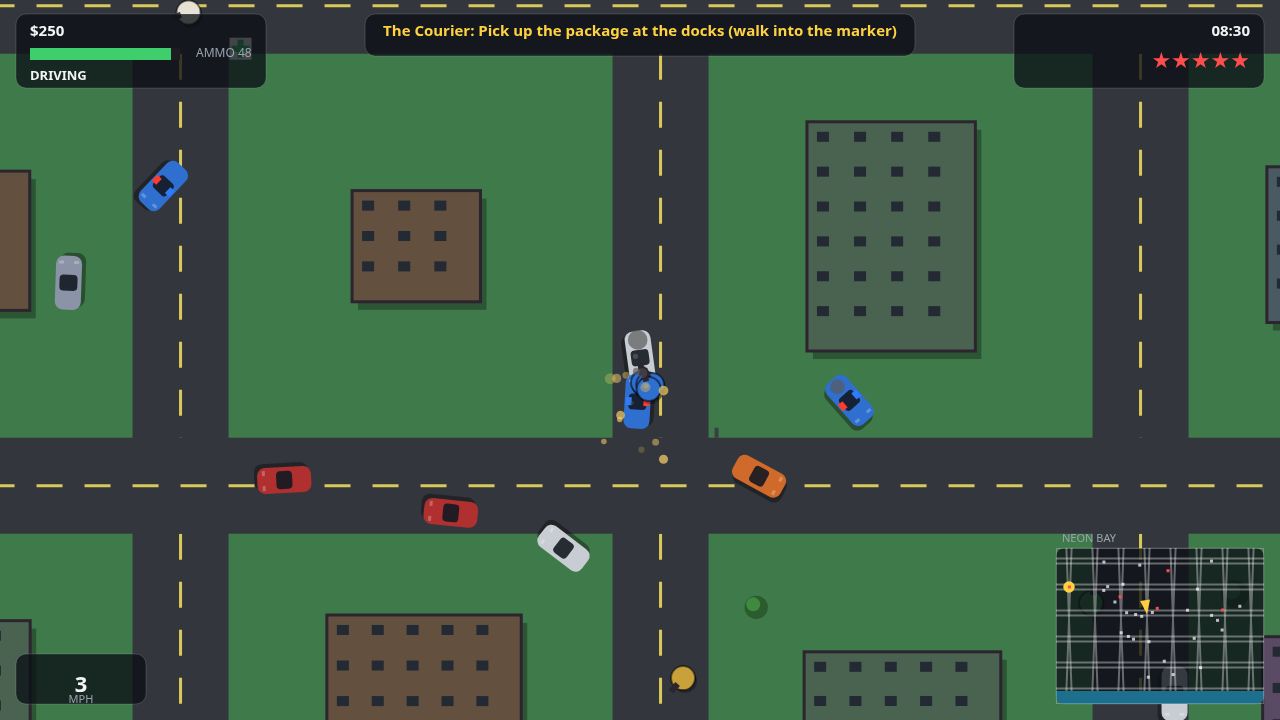 $250
AMMO 48
DRIVING
The Courier: Pick up the package at the docks (walk into the marker)
08:30
★★★★★
NEON BAY
3
MPH